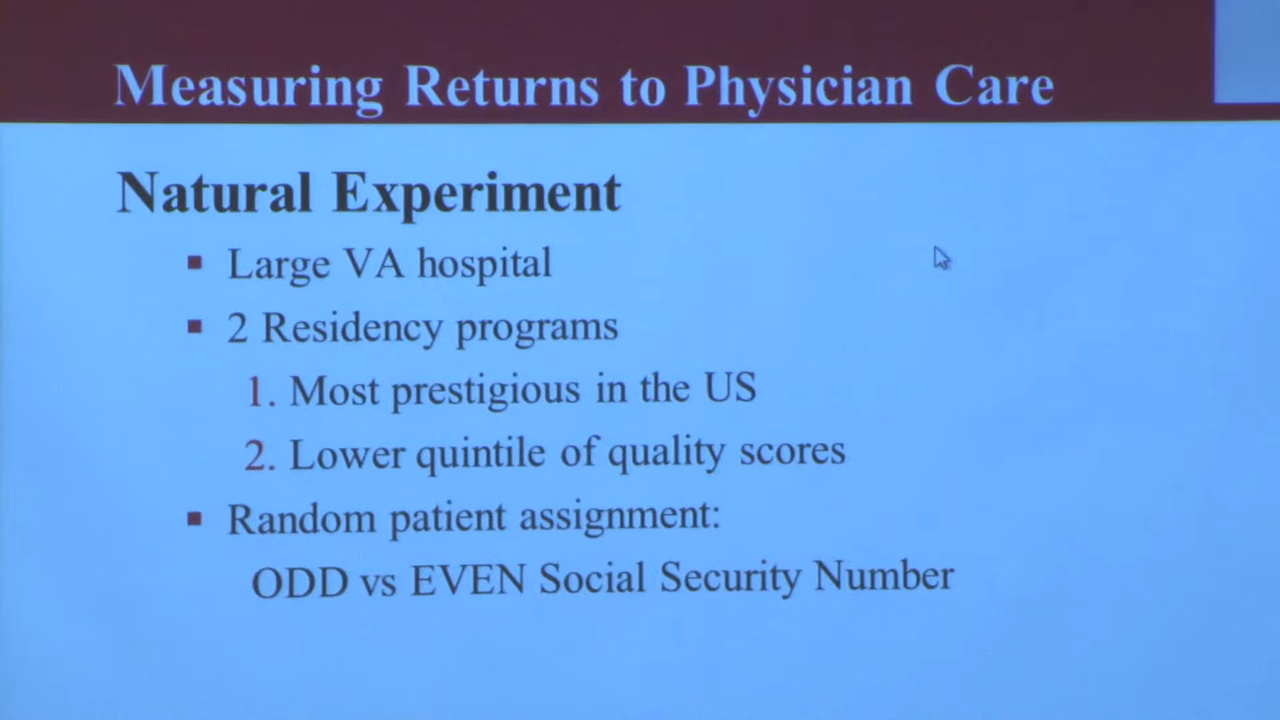 Measuring Returns to Physician Care
Natural Experiment
▪ Large VA hospital
▪ 2 Residency programs
1. Most prestigious in the US
2. Lower quintile of quality scores
▪ Random patient assignment:
ODD vs EVEN Social Security Number